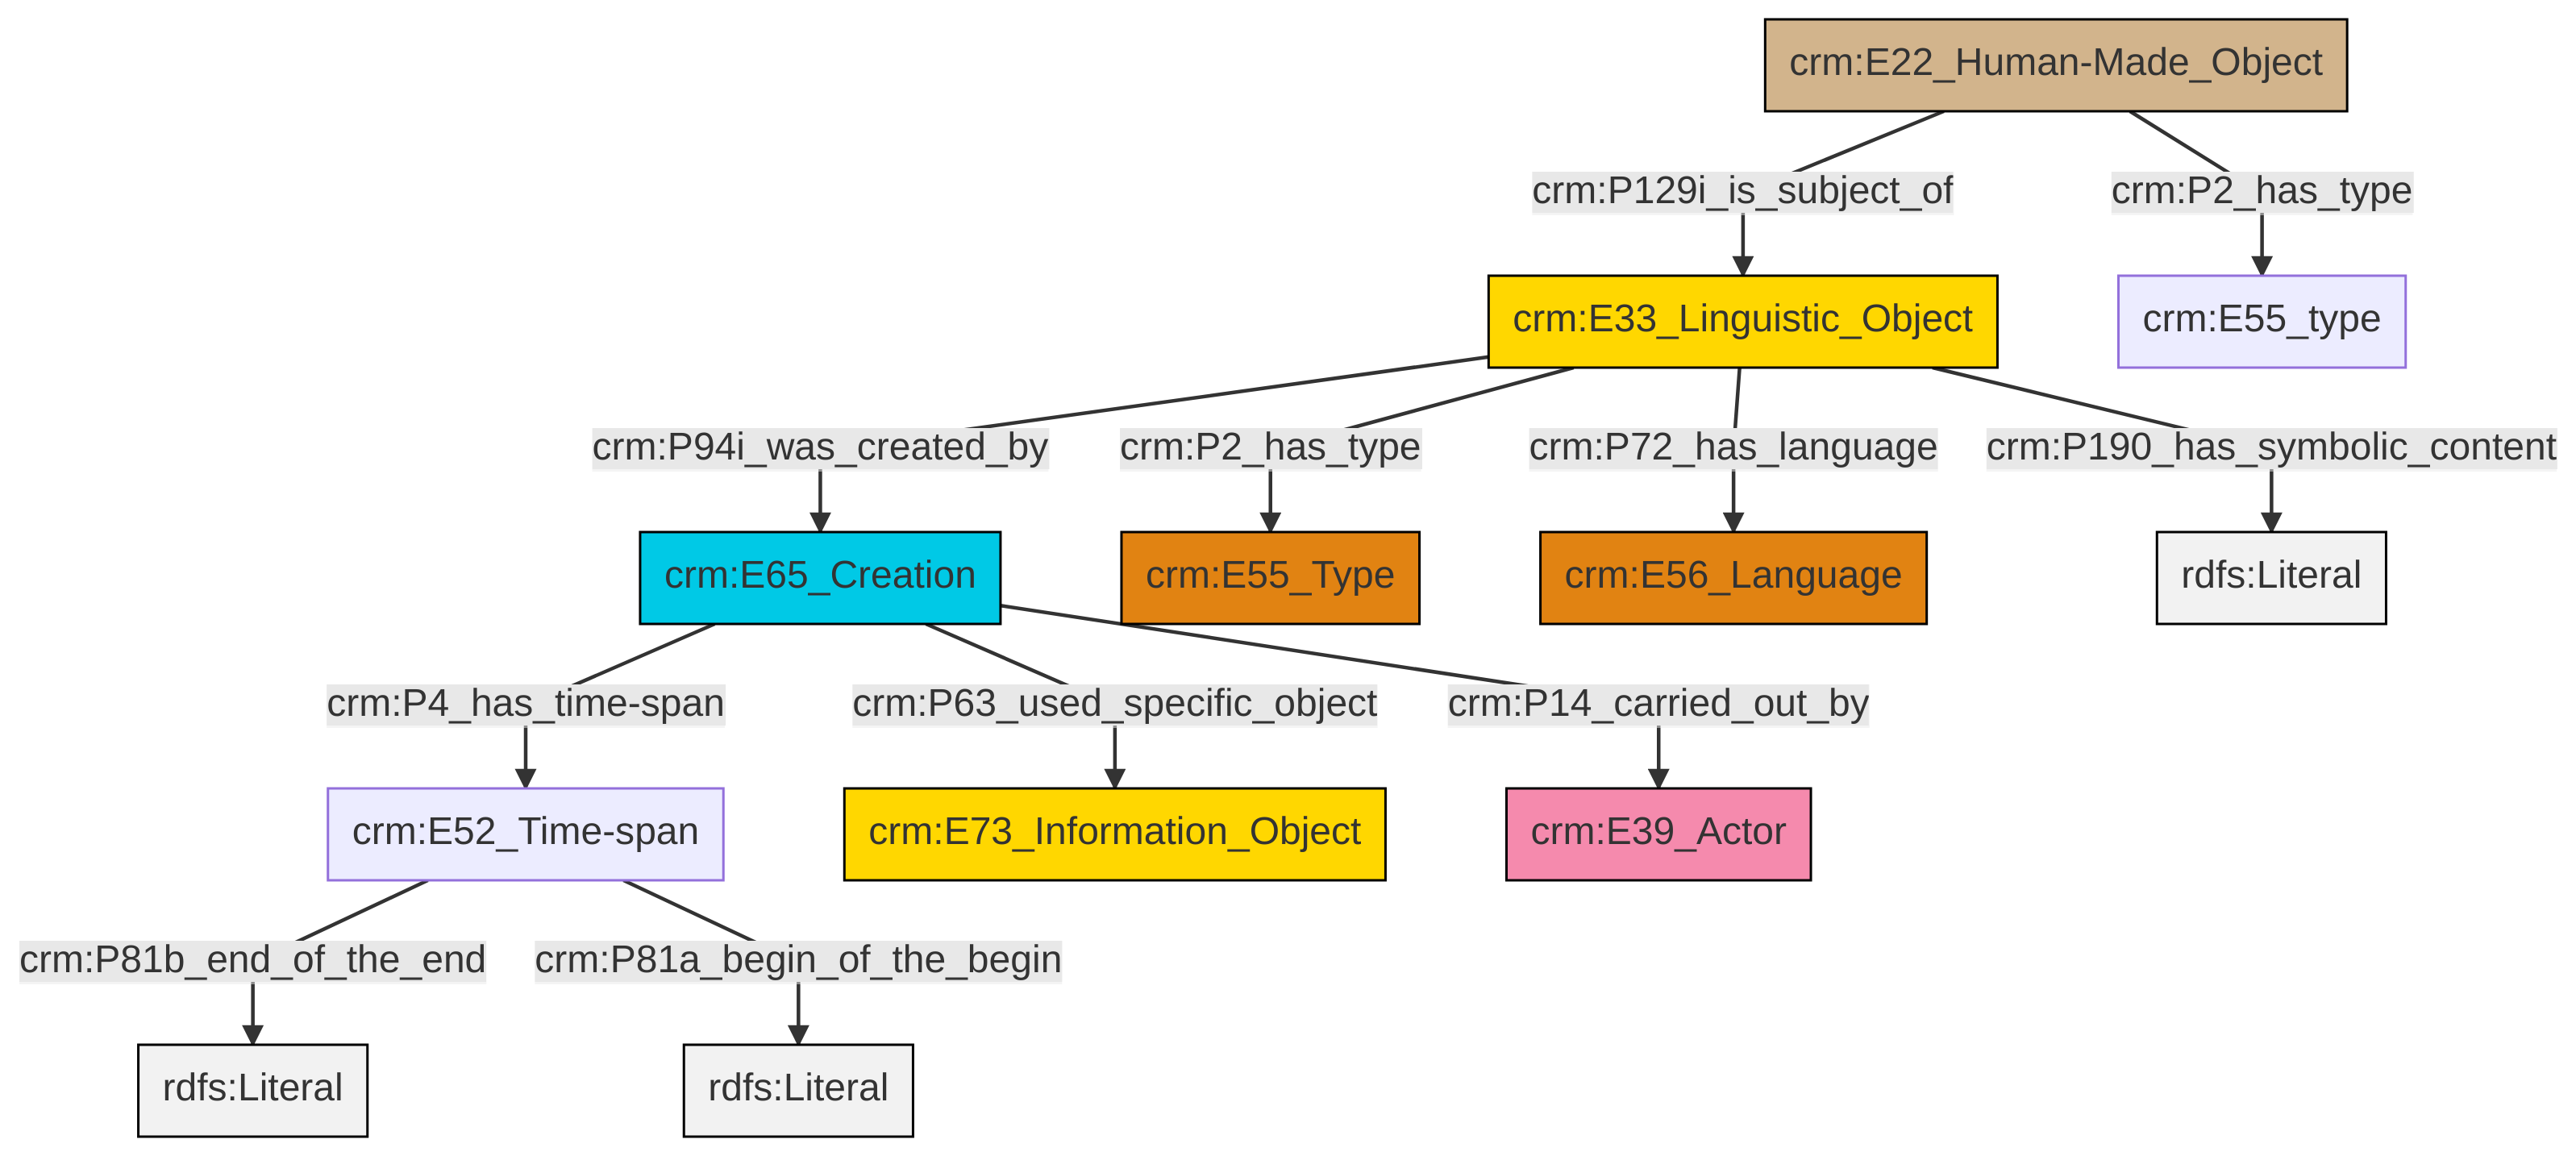 crm:E22_Human-Made_Object
crm:P129i_is_subject_of
crm:P2_has_type
crm:E33_Linguistic_Object
crm:E55_type
crm:P94i_was_created_by
crm:P2_has_type
crm:P72_has_language
crm:P190_has_symbolic_content
crm:E65_Creation
crm:E55_Type
crm:E56_Language
rdfs:Literal
crm:P4_has_time-span
crm:P63_used_specific_object
crm:P14_carried_out_by
crm:E52_Time-span
crm:E73_Information_Object
crm:E39_Actor
crm:P81b_end_of_the_end
crm:P81a_begin_of_the_begin
rdfs:Literal
rdfs:Literal